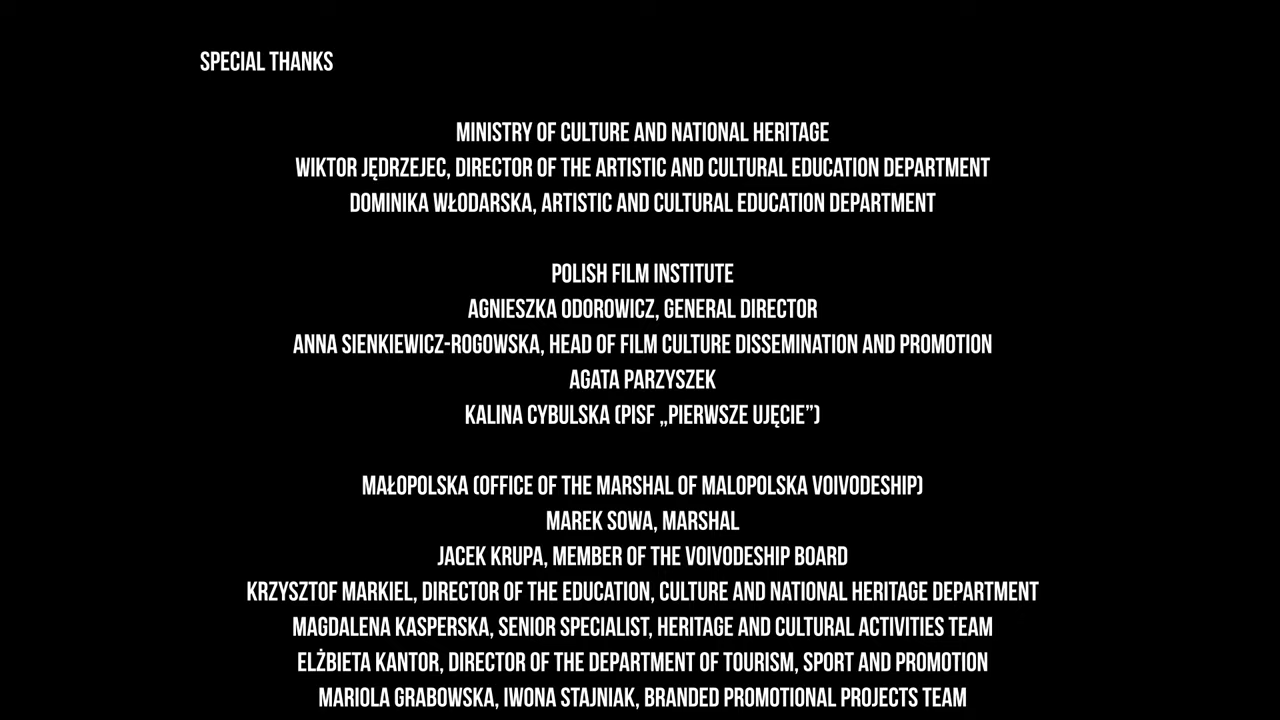 SPECIAL THANKS
MINISTRY OF CULTURE AND NATIONAL HERITAGE
WIKTOR JĘDRZEJEC, DIRECTOR OF THE ARTISTIC AND CULTURAL EDUCATION DEPARTMENT
DOMINIKA WŁODARSKA, ARTISTIC AND CULTURAL EDUCATION DEPARTMENT
POLISH FILM INSTITUTE
AGNIESZKA ODOROWICZ, GENERAL DIRECTOR
ANNA SIENKIEWICZ-ROGOWSKA, HEAD OF FILM CULTURE DISSEMINATION AND PROMOTION
AGATA PARZYSZEK
KALINA CYBULSKA (PISF „PIERWSZE UJĘCIE”)
MAŁOPOLSKA (OFFICE OF THE MARSHAL OF MALOPOLSKA VOIVODESHIP)
MAREK SOWA, MARSHAL
JACEK KRUPA, MEMBER OF THE VOIVODESHIP BOARD
KRZYSZTOF MARKIEL, DIRECTOR OF THE EDUCATION, CULTURE AND NATIONAL HERITAGE DEPARTMENT
MAGDALENA KASPERSKA, SENIOR SPECIALIST, HERITAGE AND CULTURAL ACTIVITIES TEAM
ELŻBIETA KANTOR, DIRECTOR OF THE DEPARTMENT OF TOURISM, SPORT AND PROMOTION
MARIOLA GRABOWSKA, IWONA STAJNIAK, BRANDED PROMOTIONAL PROJECTS TEAM